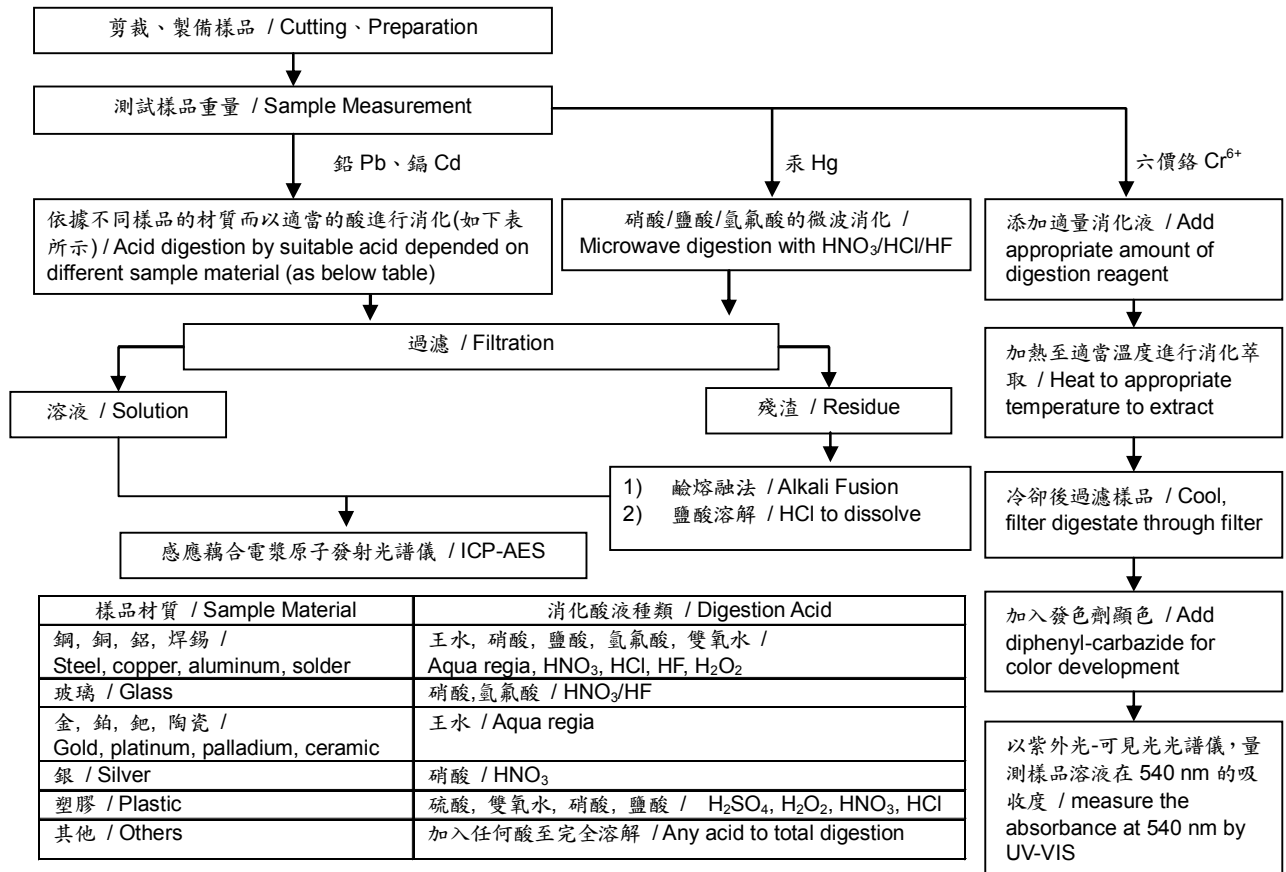 剪裁、製備樣品 / Cutting、Preparation
測試樣品重量 / Sample Measurement
鉛 Pb、鎘 Cd
汞 Hg
六價鉻 Cr⁶⁺
依據不同樣品的材質而以適當的酸進行消化(如下表
所示) / Acid digestion by suitable acid depended on
different sample material (as below table)
硝酸/鹽酸/氫氟酸的微波消化 /
Microwave digestion with HNO₃/HCl/HF
添加適量消化液 / Add
appropriate amount of
digestion reagent
過濾 / Filtration
加熱至適當溫度進行消化萃
取 / Heat to appropriate
temperature to extract
溶液 / Solution
殘渣 / Residue
1) 鹼熔融法 / Alkali Fusion
2) 鹽酸溶解 / HCl to dissolve
冷卻後過濾樣品 / Cool,
filter digestate through filter
感應藕合電漿原子發射光譜儀 / ICP-AES
加入發色劑顯色 / Add
diphenyl-carbazide for
color development
以紫外光-可見光光譜儀，量
測樣品溶液在 540 nm 的吸
收度 / measure the
absorbance at 540 nm by
UV-VIS
樣品材質 / Sample Material
消化酸液種類 / Digestion Acid
鋼, 銅, 鋁, 焊錫 /
Steel, copper, aluminum, solder
王水, 硝酸, 鹽酸, 氫氟酸, 雙氧水 /
Aqua regia, HNO₃, HCl, HF, H₂O₂
玻璃 / Glass
硝酸,氫氟酸 / HNO₃/HF
金, 鉑, 鈀, 陶瓷 /
Gold, platinum, palladium, ceramic
王水 / Aqua regia
銀 / Silver
硝酸 / HNO₃
塑膠 / Plastic
硫酸, 雙氧水, 硝酸, 鹽酸 / H₂SO₄, H₂O₂, HNO₃, HCl
其他 / Others
加入任何酸至完全溶解 / Any acid to total digestion